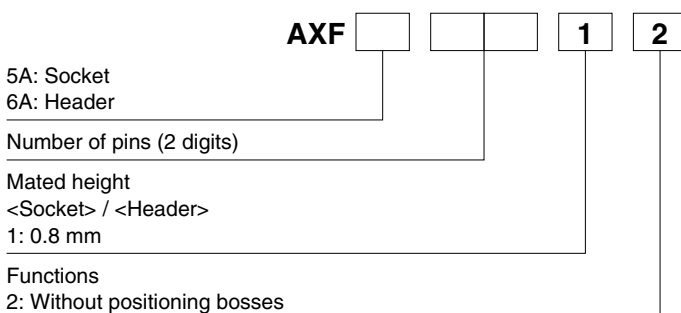 AXF 1 2
5A: Socket
6A: Header
Number of pins (2 digits)
Mated height
<Socket> / <Header>
1: 0.8 mm
Functions
2: Without positioning bosses